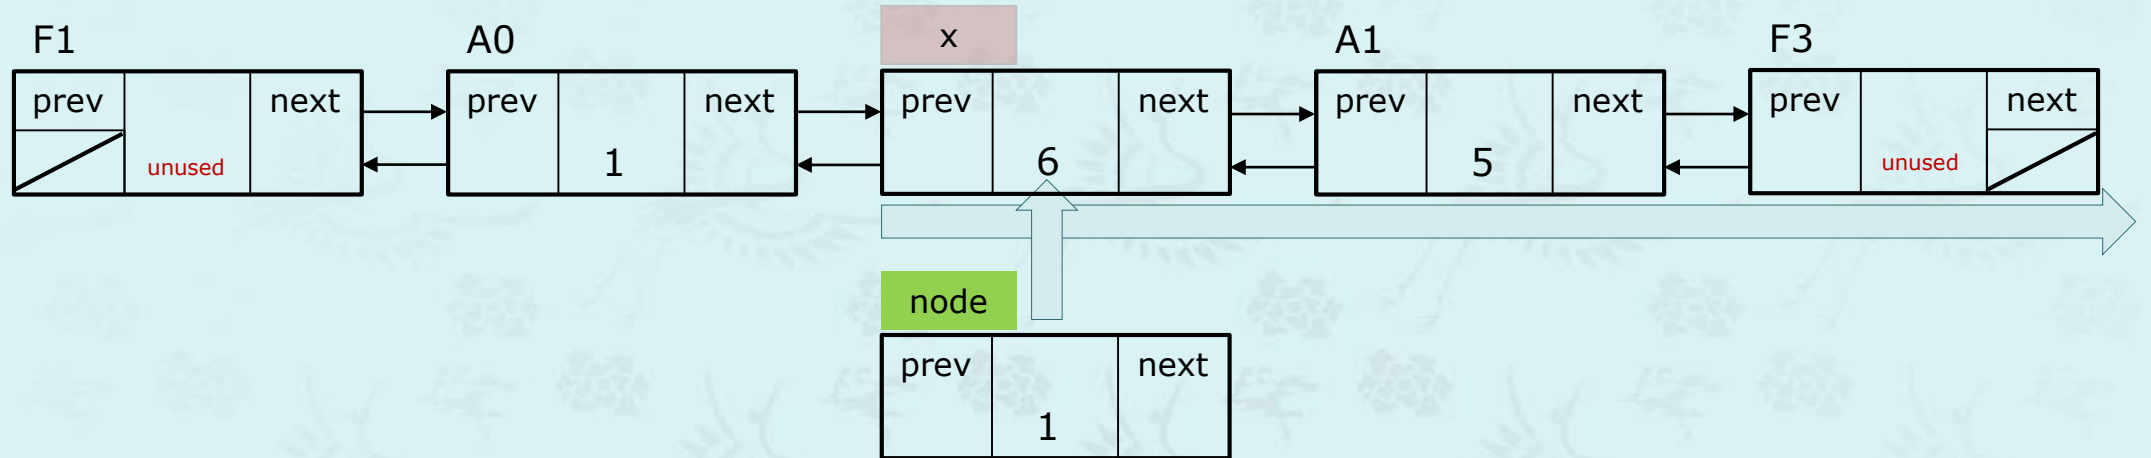 F1 A0 x A1 F3
prev next prev next prev next prev next prev next
unused 1 6 5 unused
node
prev next
1